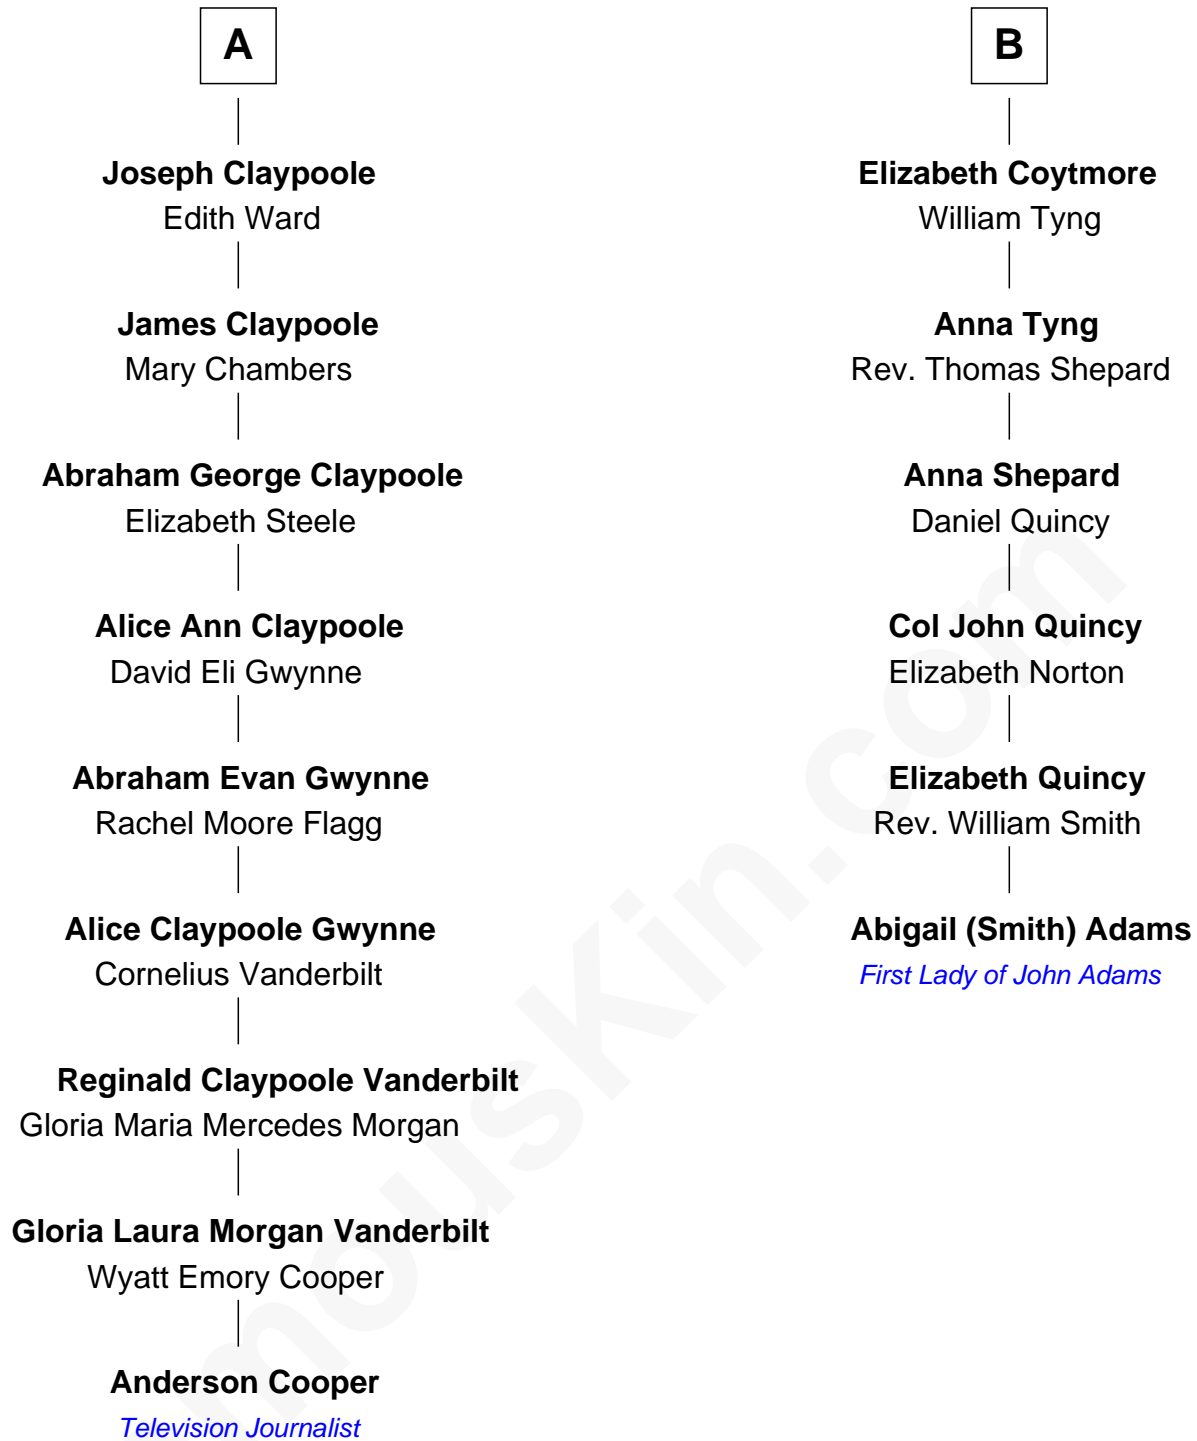 A
Joseph Claypoole
Edith Ward
James Claypoole
Mary Chambers
Abraham George Claypoole
Elizabeth Steele
Alice Ann Claypoole
David Eli Gwynne
Abraham Evan Gwynne
Rachel Moore Flagg
Alice Claypoole Gwynne
Cornelius Vanderbilt
Reginald Claypoole Vanderbilt
Gloria Maria Mercedes Morgan
Gloria Laura Morgan Vanderbilt
Wyatt Emory Cooper
Anderson Cooper
Television Journalist
B
Elizabeth Coytmore
William Tyng
Anna Tyng
Rev. Thomas Shepard
Anna Shepard
Daniel Quincy
Col John Quincy
Elizabeth Norton
Elizabeth Quincy
Rev. William Smith
Abigail (Smith) Adams
First Lady of John Adams
mousKin.com